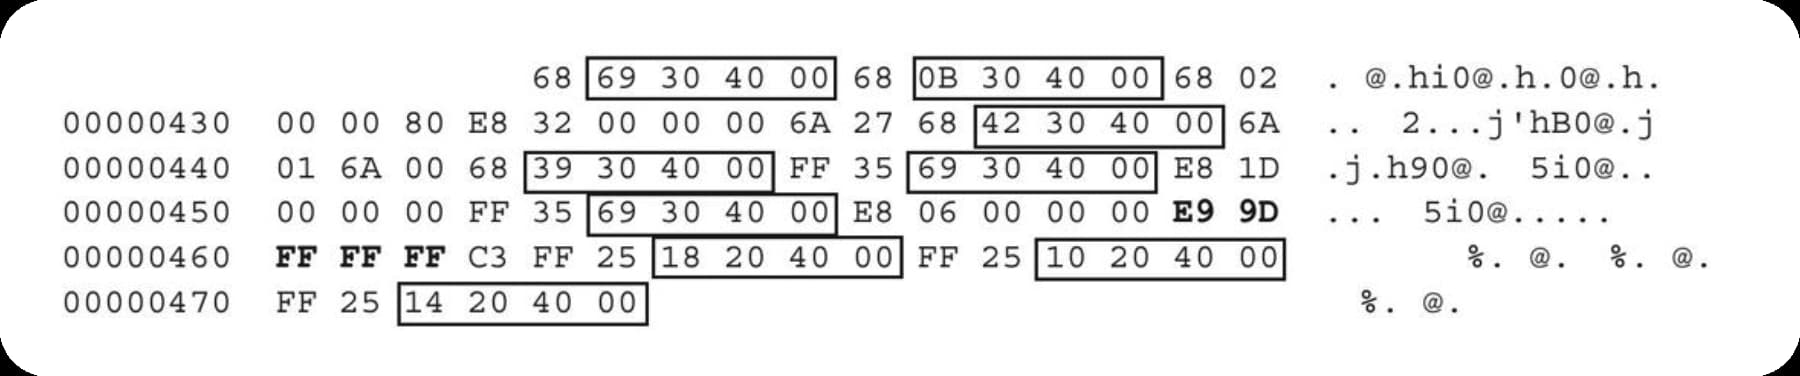 68 69 30 40 00 68 0B 30 40 00 68 02 . @.hi0@.h.0@.h.
00000430 00 00 80 E8 32 00 00 00 6A 27 68 42 30 40 00 6A .. 2...j'hB0@.j
00000440 01 6A 00 68 39 30 40 00 FF 35 69 30 40 00 E8 1D .j.h90@. 5i0@..
00000450 00 00 00 FF 35 69 30 40 00 E8 06 00 00 00 E9 9D ... 5i0@.....
00000460 FF FF FF C3 FF 25 18 20 40 00 FF 25 10 20 40 00 %. @. %. @.
00000470 FF 25 14 20 40 00 %. @.